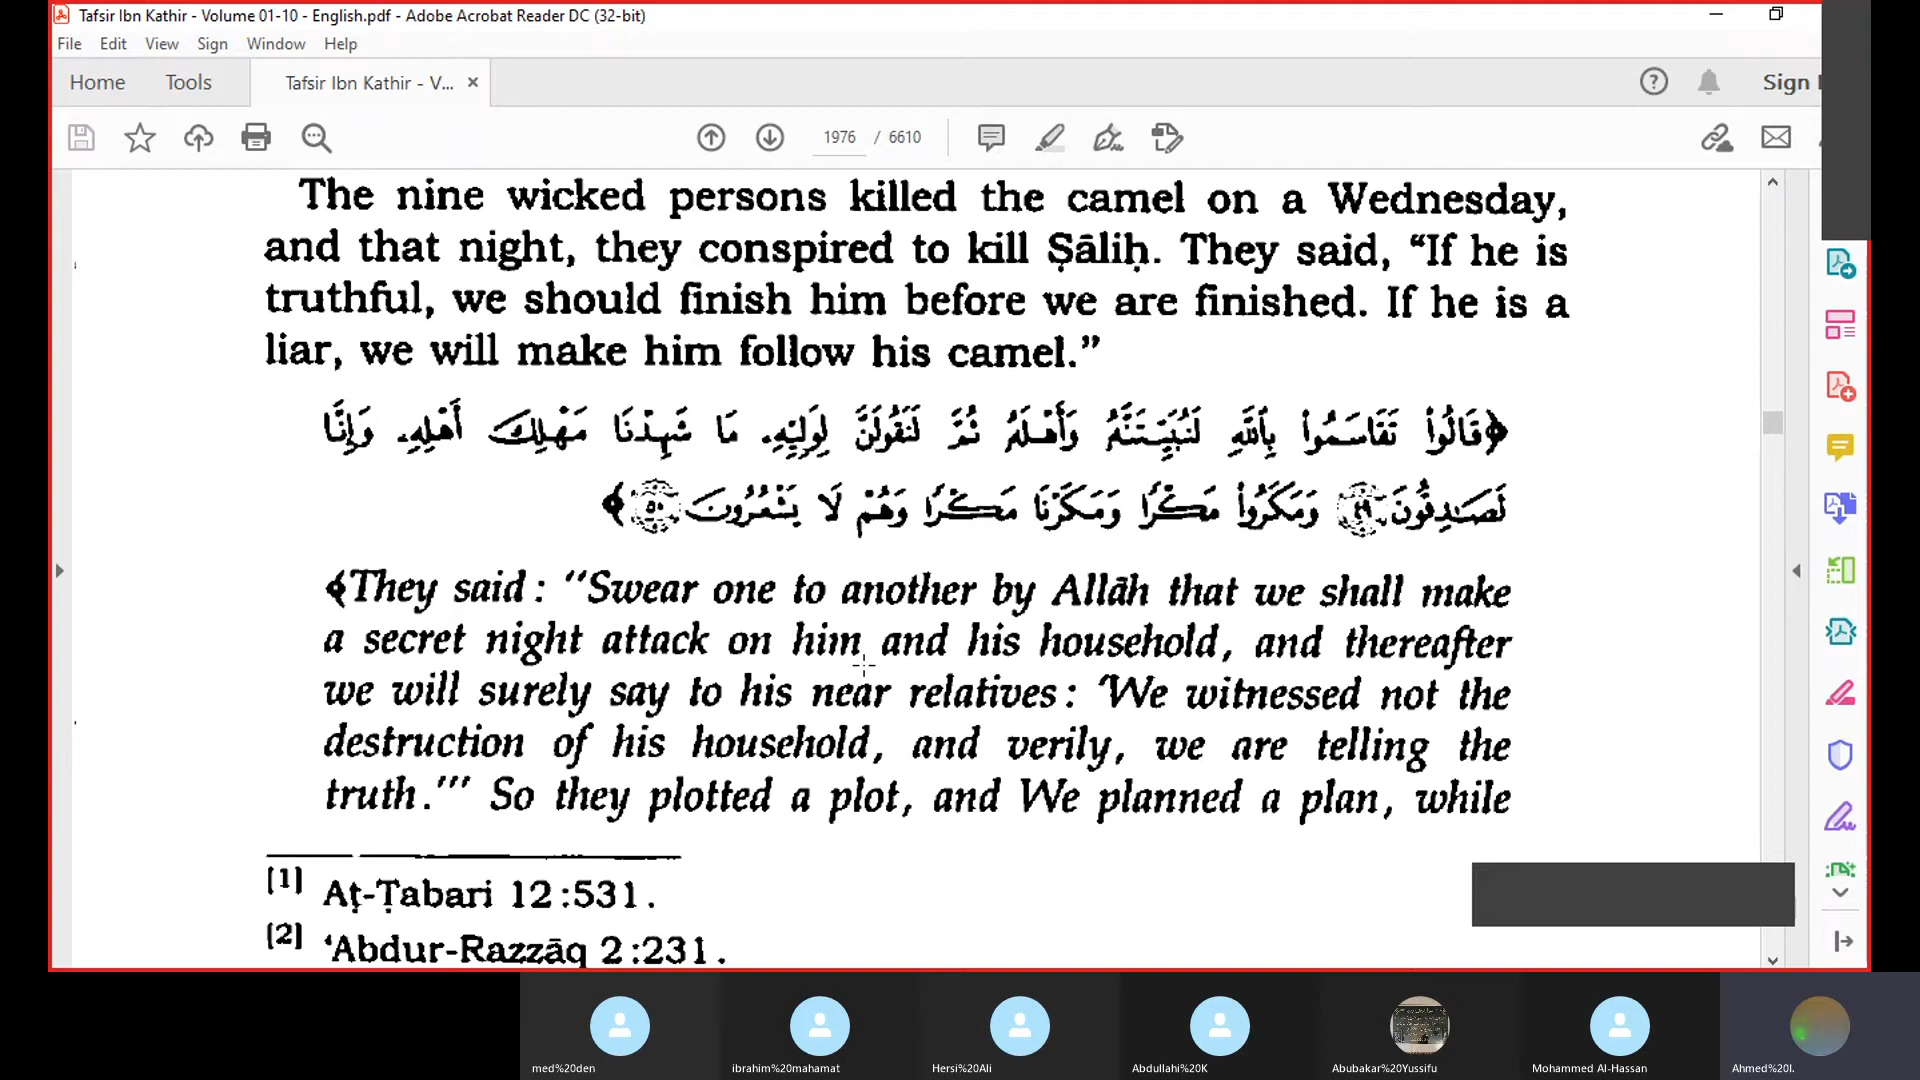 Tafsir Ibn Kathir - Volume 01-10 - English.pdf - Adobe Acrobat Reader DC (32-bit)
File Edit View Sign Window Help
Home Tools Tafsir Ibn Kathir - V... × Sign
1976 / 6610
The nine wicked persons killed the camel on a Wednesday,
and that night, they conspired to kill Ṣāliḥ. They said, “If he is
truthful, we should finish him before we are finished. If he is a
liar, we will make him follow his camel.”
﴿قَالُوا۟ تَقَاسَمُوا۟ بِٱللَّهِ لَنُبَيِّتَنَّهُۥ وَأَهْلَهُۥ ثُمَّ لَنَقُولَنَّ لِوَلِيِّهِۦ مَا شَهِدْنَا مَهْلِكَ أَهْلِهِۦ وَإِنَّا
لَصَـٰدِقُونَ ٤٩ وَمَكَرُوا۟ مَكْرًا وَمَكَرْنَا مَكْرًا وَهُمْ لَا يَشْعُرُونَ ٥٠﴾
﴾They said: “Swear one to another by Allāh that we shall make
a secret night attack on him and his household, and thereafter
we will surely say to his near relatives: ‘We witnessed not the
destruction of his household, and verily, we are telling the
truth.’” So they plotted a plot, and We planned a plan, while
[1] Aṭ-Ṭabari 12:531.
[2] ‘Abdur-Razzāq 2:231.
med%20den ibrahim%20mahamat Hersi%20Ali Abdullahi%20K Abubakar%20Yussifu Mohammed Al-Hassan Ahmed%20I.